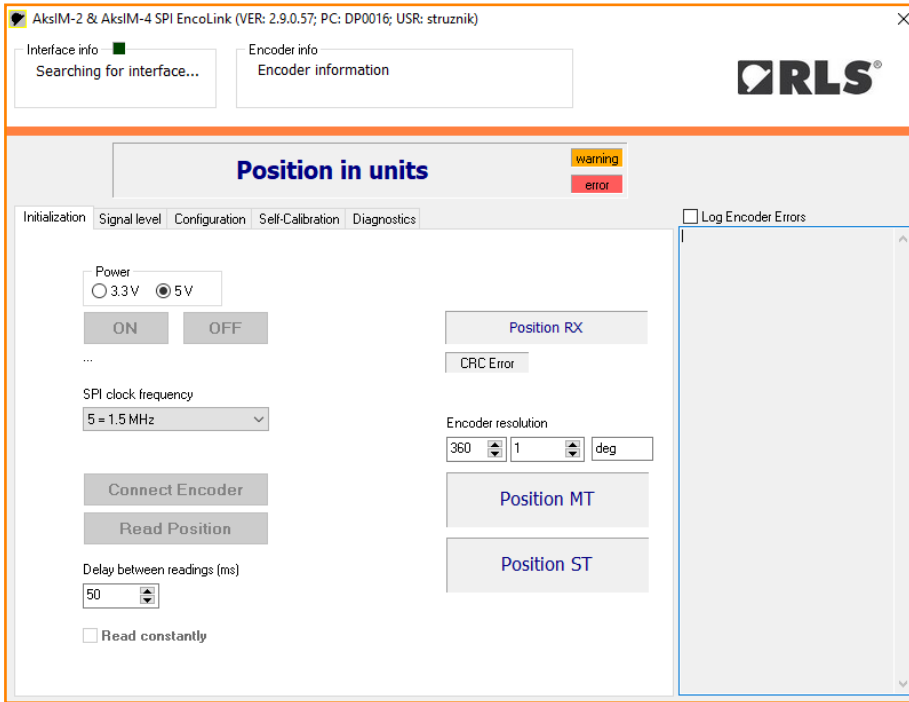 AksIM-2 & AksIM-4 SPI EncoLink (VER: 2.9.0.57; PC: DP0016; USR: struznik)
Interface info
Searching for interface...
Encoder info
Encoder information
RLS®
Position in units
warning
error
Initialization Signal level Configuration Self-Calibration Diagnostics
Log Encoder Errors
Power
3.3 V 5 V
ON OFF
...
Position RX
CRC Error
SPI clock frequency
5 = 1.5 MHz
Encoder resolution
360 1 deg
Connect Encoder
Read Position
Position MT
Position ST
Delay between readings (ms)
50
Read constantly